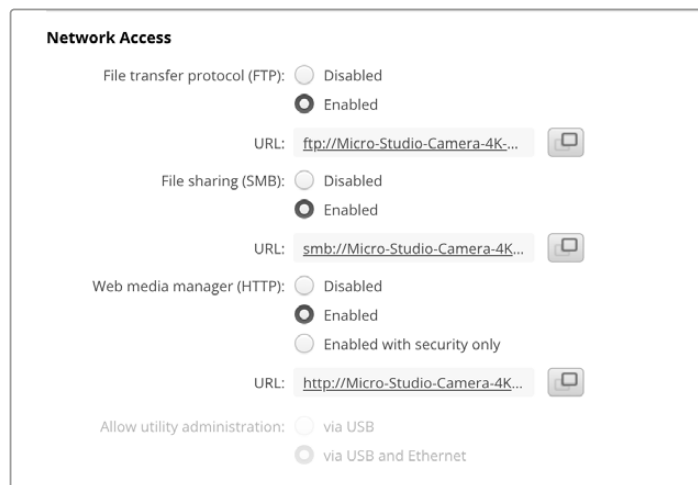 Network Access
File transfer protocol (FTP): Disabled
Enabled
URL: ftp://Micro-Studio-Camera-4K-...
File sharing (SMB): Disabled
Enabled
URL: smb://Micro-Studio-Camera-4K...
Web media manager (HTTP): Disabled
Enabled
Enabled with security only
URL: http://Micro-Studio-Camera-4K...
Allow utility administration: via USB
via USB and Ethernet